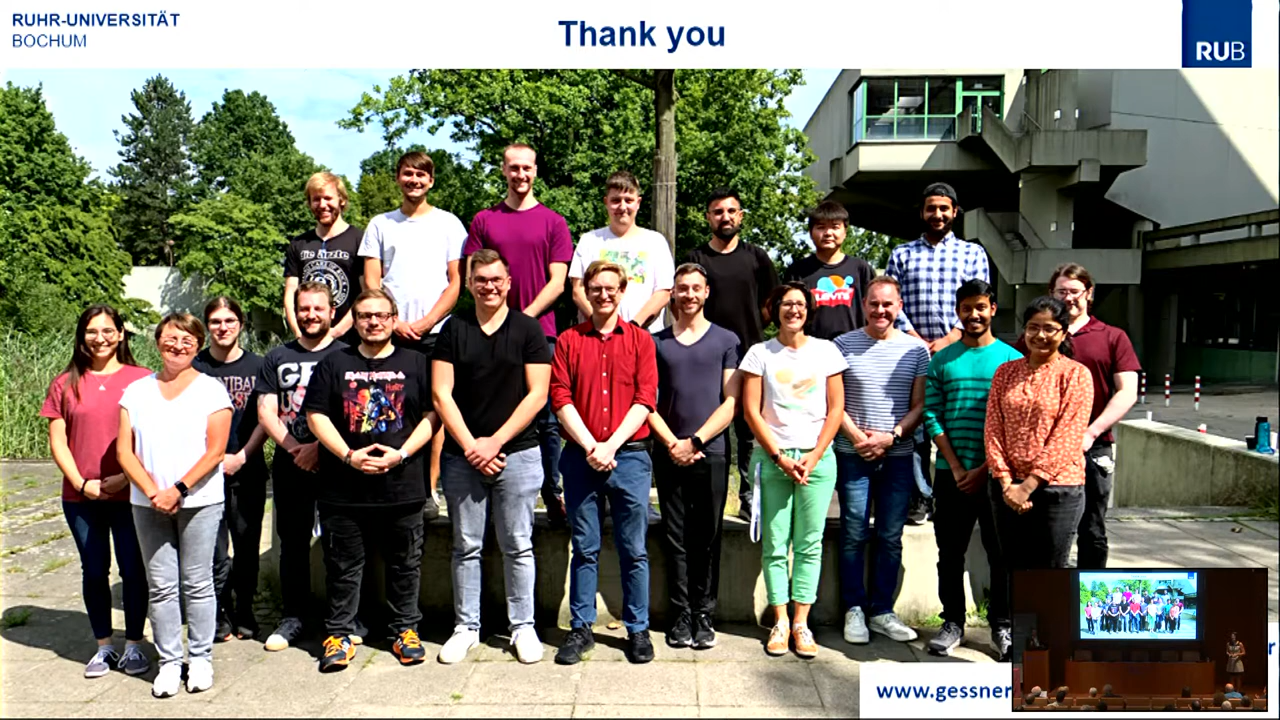 RUHR-UNIVERSITÄT
BOCHUM
Thank you
RUB
die ärzte
LEVI'S
www.gessner